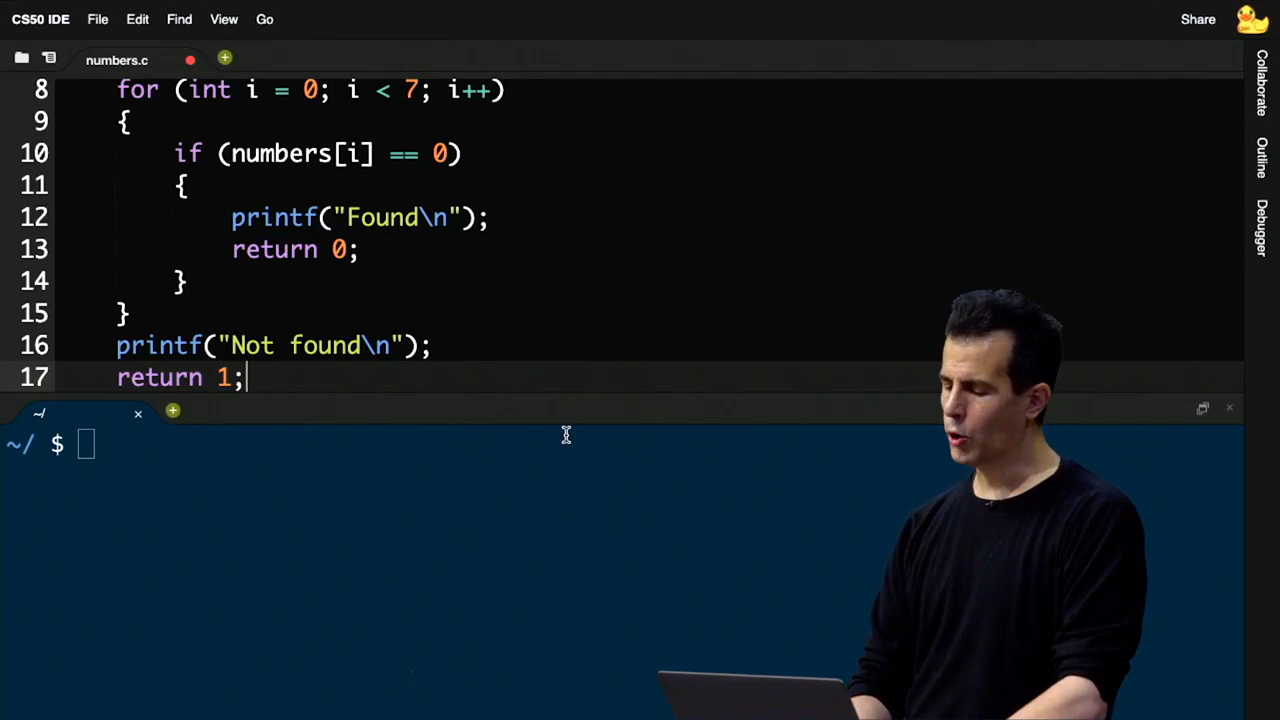 CS50 IDE File Edit Find View Go Share
numbers.c
8 for (int i = 0; i < 7; i++)
9 {
10 if (numbers[i] == 0)
11 {
12 printf("Found\n");
13 return 0;
14 }
15 }
16 printf("Not found\n");
17 return 1;
~/
~/ $
Collaborate
Outline
Debugger